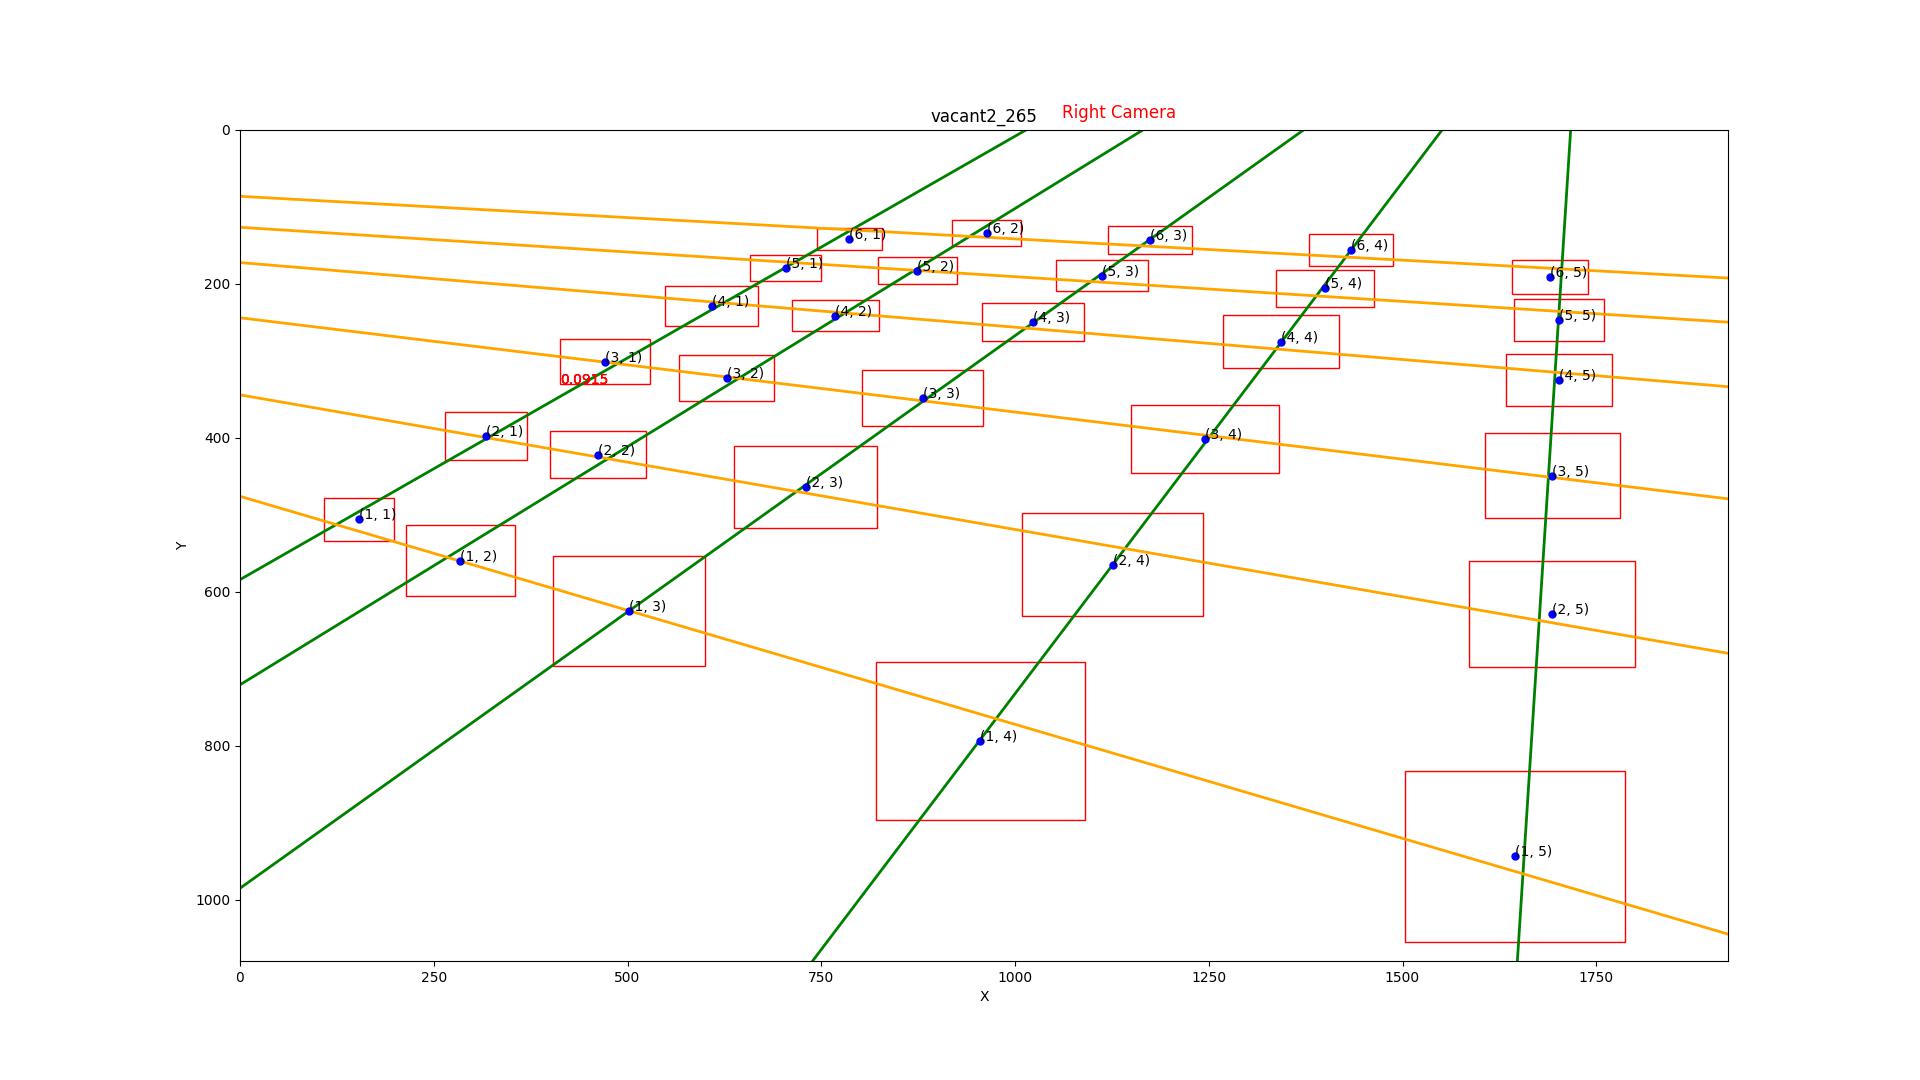 vacant2_265 Right Camera
0
(6, 1) (6, 2) (6, 3) (6, 4) (6, 5)
(5, 1) (5, 2) (5, 3) (5, 4) (5, 5)
200
(4, 1) (4, 2) (4, 3) (4, 4) (4, 5)
(3, 1) (3, 2) (3, 3) (3, 4) (3, 5)
0.0915
400
(2, 1) (2, 2) (2, 3) (2, 4) (2, 5)
(1, 1) (1, 2) (1, 3) (1, 4) (1, 5)
Y
600
800
1000
0 250 500 750 1000 1250 1500 1750
X